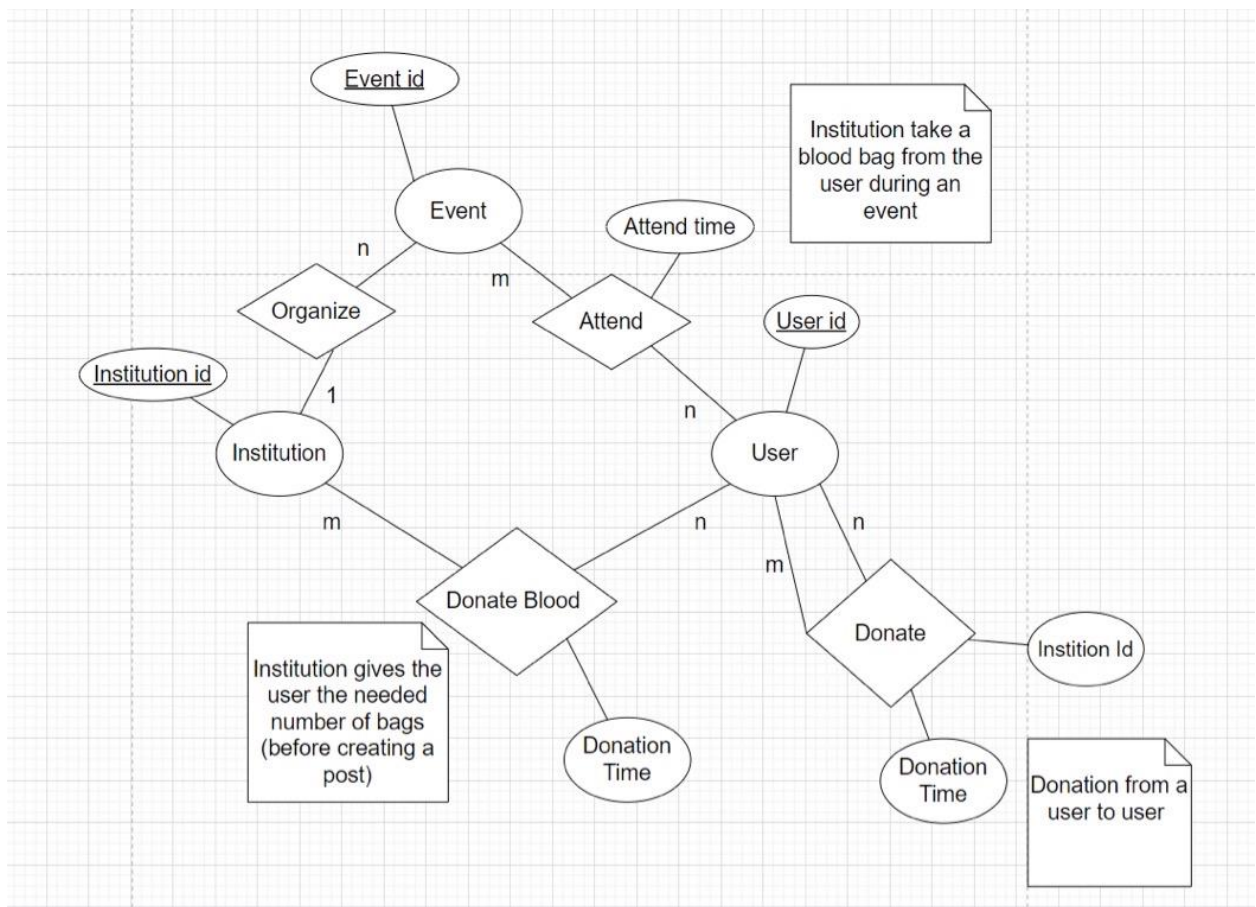 Event id
Institution take a
blood bag from the
user during an
event
Event
Attend time
n
m
Organize
Attend
User id
Institution id
1
n
Institution
User
m
n
n
m
Donate Blood
Donate
Instition Id
Institution gives the
user the needed
number of bags
(before creating a
post)
Donation
Time
Donation
Time
Donation from a
user to user